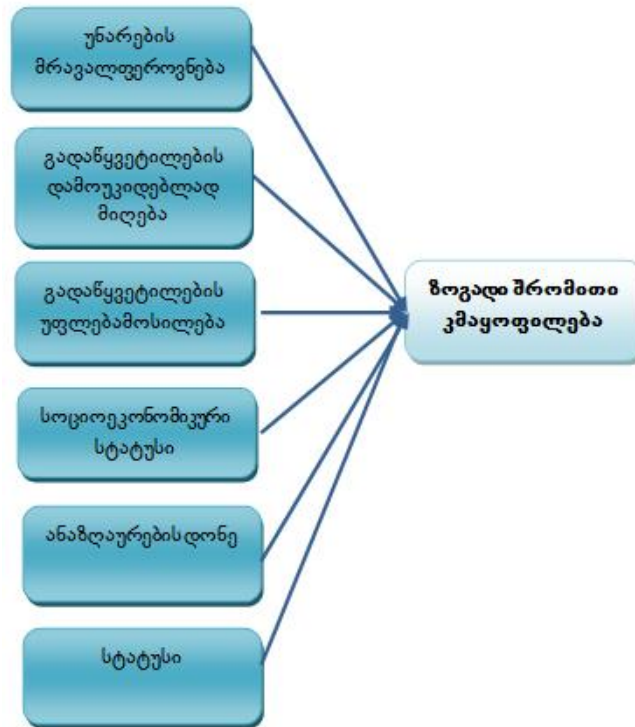 უნარების
მრავალფეროვნება
გადაწყვეტილების
დამოუკიდებლად
მიღება
გადაწყვეტილების
უფლებამოსილება
ზოგადი შრომითი
კმაყოფილება
სოციოეკონომიკური
სტატუსი
ანაზღაურების დონე
სტატუსი